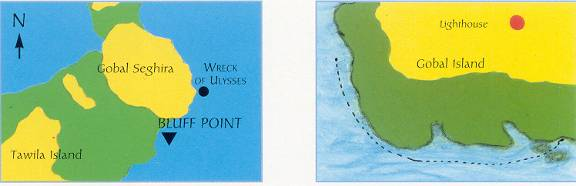 N
Gobal Seghira
WRECK
OF ULYSSES
BLUFF POINT
Tawila Island
Lighthouse
Gobal Island